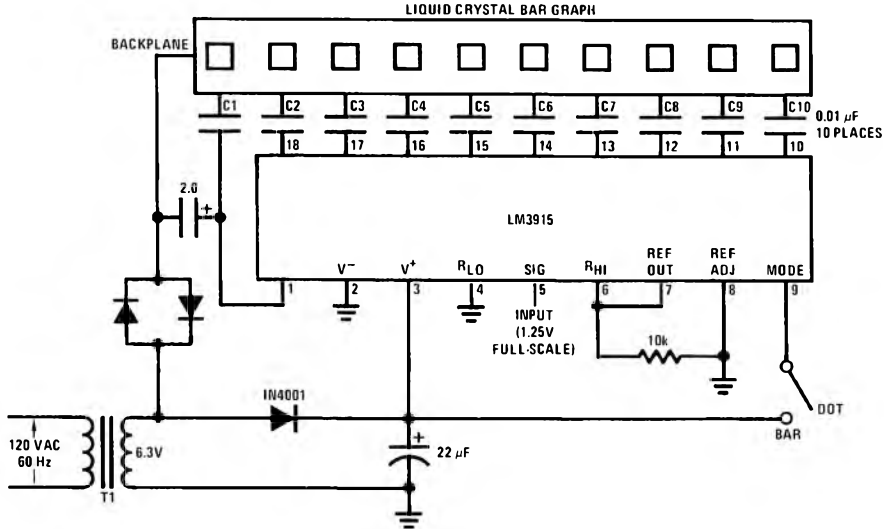 LIQUID CRYSTAL BAR GRAPH
BACKPLANE
C1 C2 C3 C4 C5 C6 C7 C8 C9 C10
0.01 µF
10 PLACES
18 17 16 15 14 13 12 11 10
2.0
+
LM3915
V− V+ RLO SIG RHI REF OUT REF ADJ MODE
1 2 3 4 5 6 7 8 9
INPUT
(1.25V
FULL-SCALE)
10k
IN4001
DOT
BAR
120 VAC
60 Hz
6.3V
+
22 µF
T1